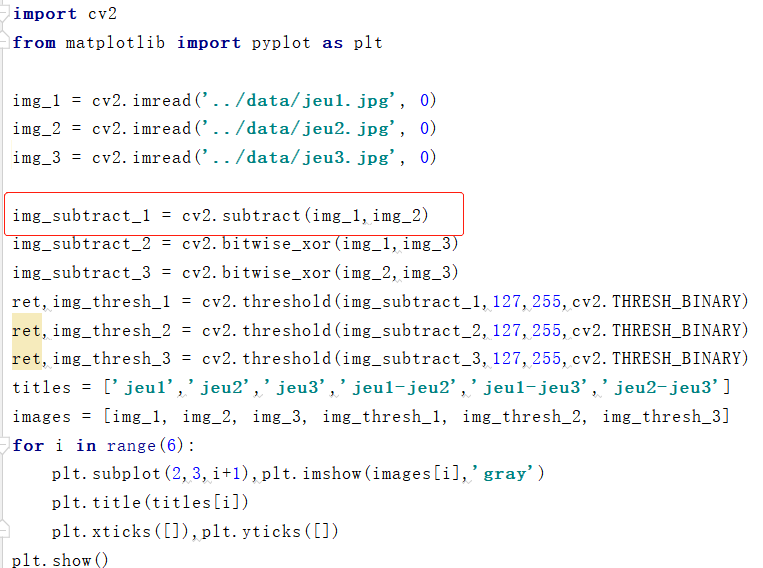 import cv2
from matplotlib import pyplot as plt
img_1 = cv2.imread('../data/jeu1.jpg', 0)
img_2 = cv2.imread('../data/jeu2.jpg', 0)
img_3 = cv2.imread('../data/jeu3.jpg', 0)
img_subtract_1 = cv2.subtract(img_1,img_2)
img_subtract_2 = cv2.bitwise_xor(img_1,img_3)
img_subtract_3 = cv2.bitwise_xor(img_2,img_3)
ret,img_thresh_1 = cv2.threshold(img_subtract_1,127,255,cv2.THRESH_BINARY)
ret,img_thresh_2 = cv2.threshold(img_subtract_2,127,255,cv2.THRESH_BINARY)
ret,img_thresh_3 = cv2.threshold(img_subtract_3,127,255,cv2.THRESH_BINARY)
titles = ['jeu1','jeu2','jeu3','jeu1-jeu2','jeu1-jeu3','jeu2-jeu3']
images = [img_1, img_2, img_3, img_thresh_1, img_thresh_2, img_thresh_3]
for i in range(6):
    plt.subplot(2,3,i+1),plt.imshow(images[i],'gray')
    plt.title(titles[i])
    plt.xticks([]),plt.yticks([])
plt.show()